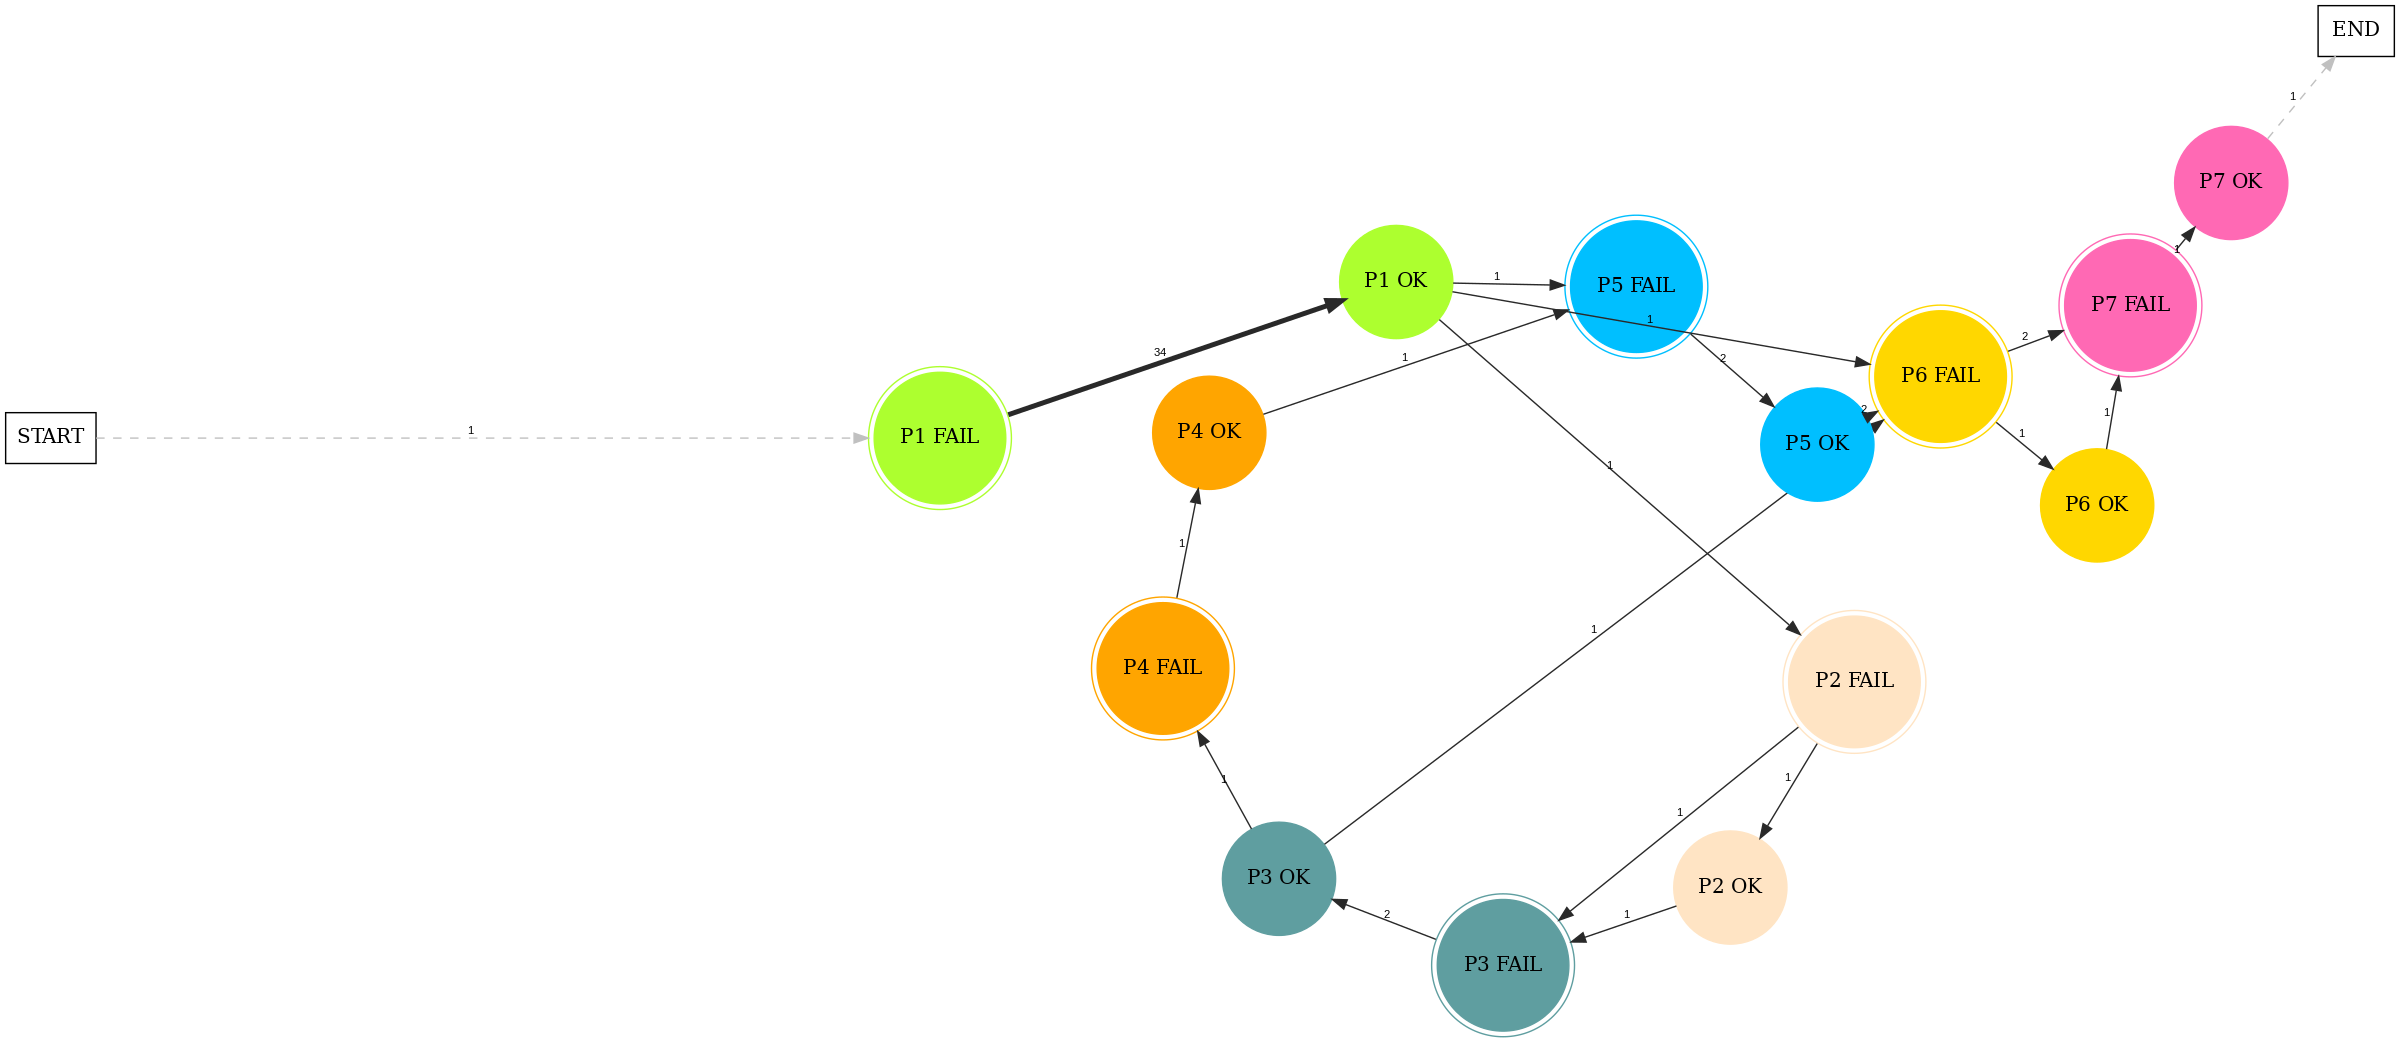 END
1
P7 OK
1
P7 FAIL
P1 OK
1
P5 FAIL
1
2
34
1
P6 FAIL
2
START
1
P1 FAIL
P4 OK
2
P5 OK
1
1
P6 OK
1
1
1
P4 FAIL
P2 FAIL
1
1
1
P3 OK
P2 OK
2
1
P3 FAIL